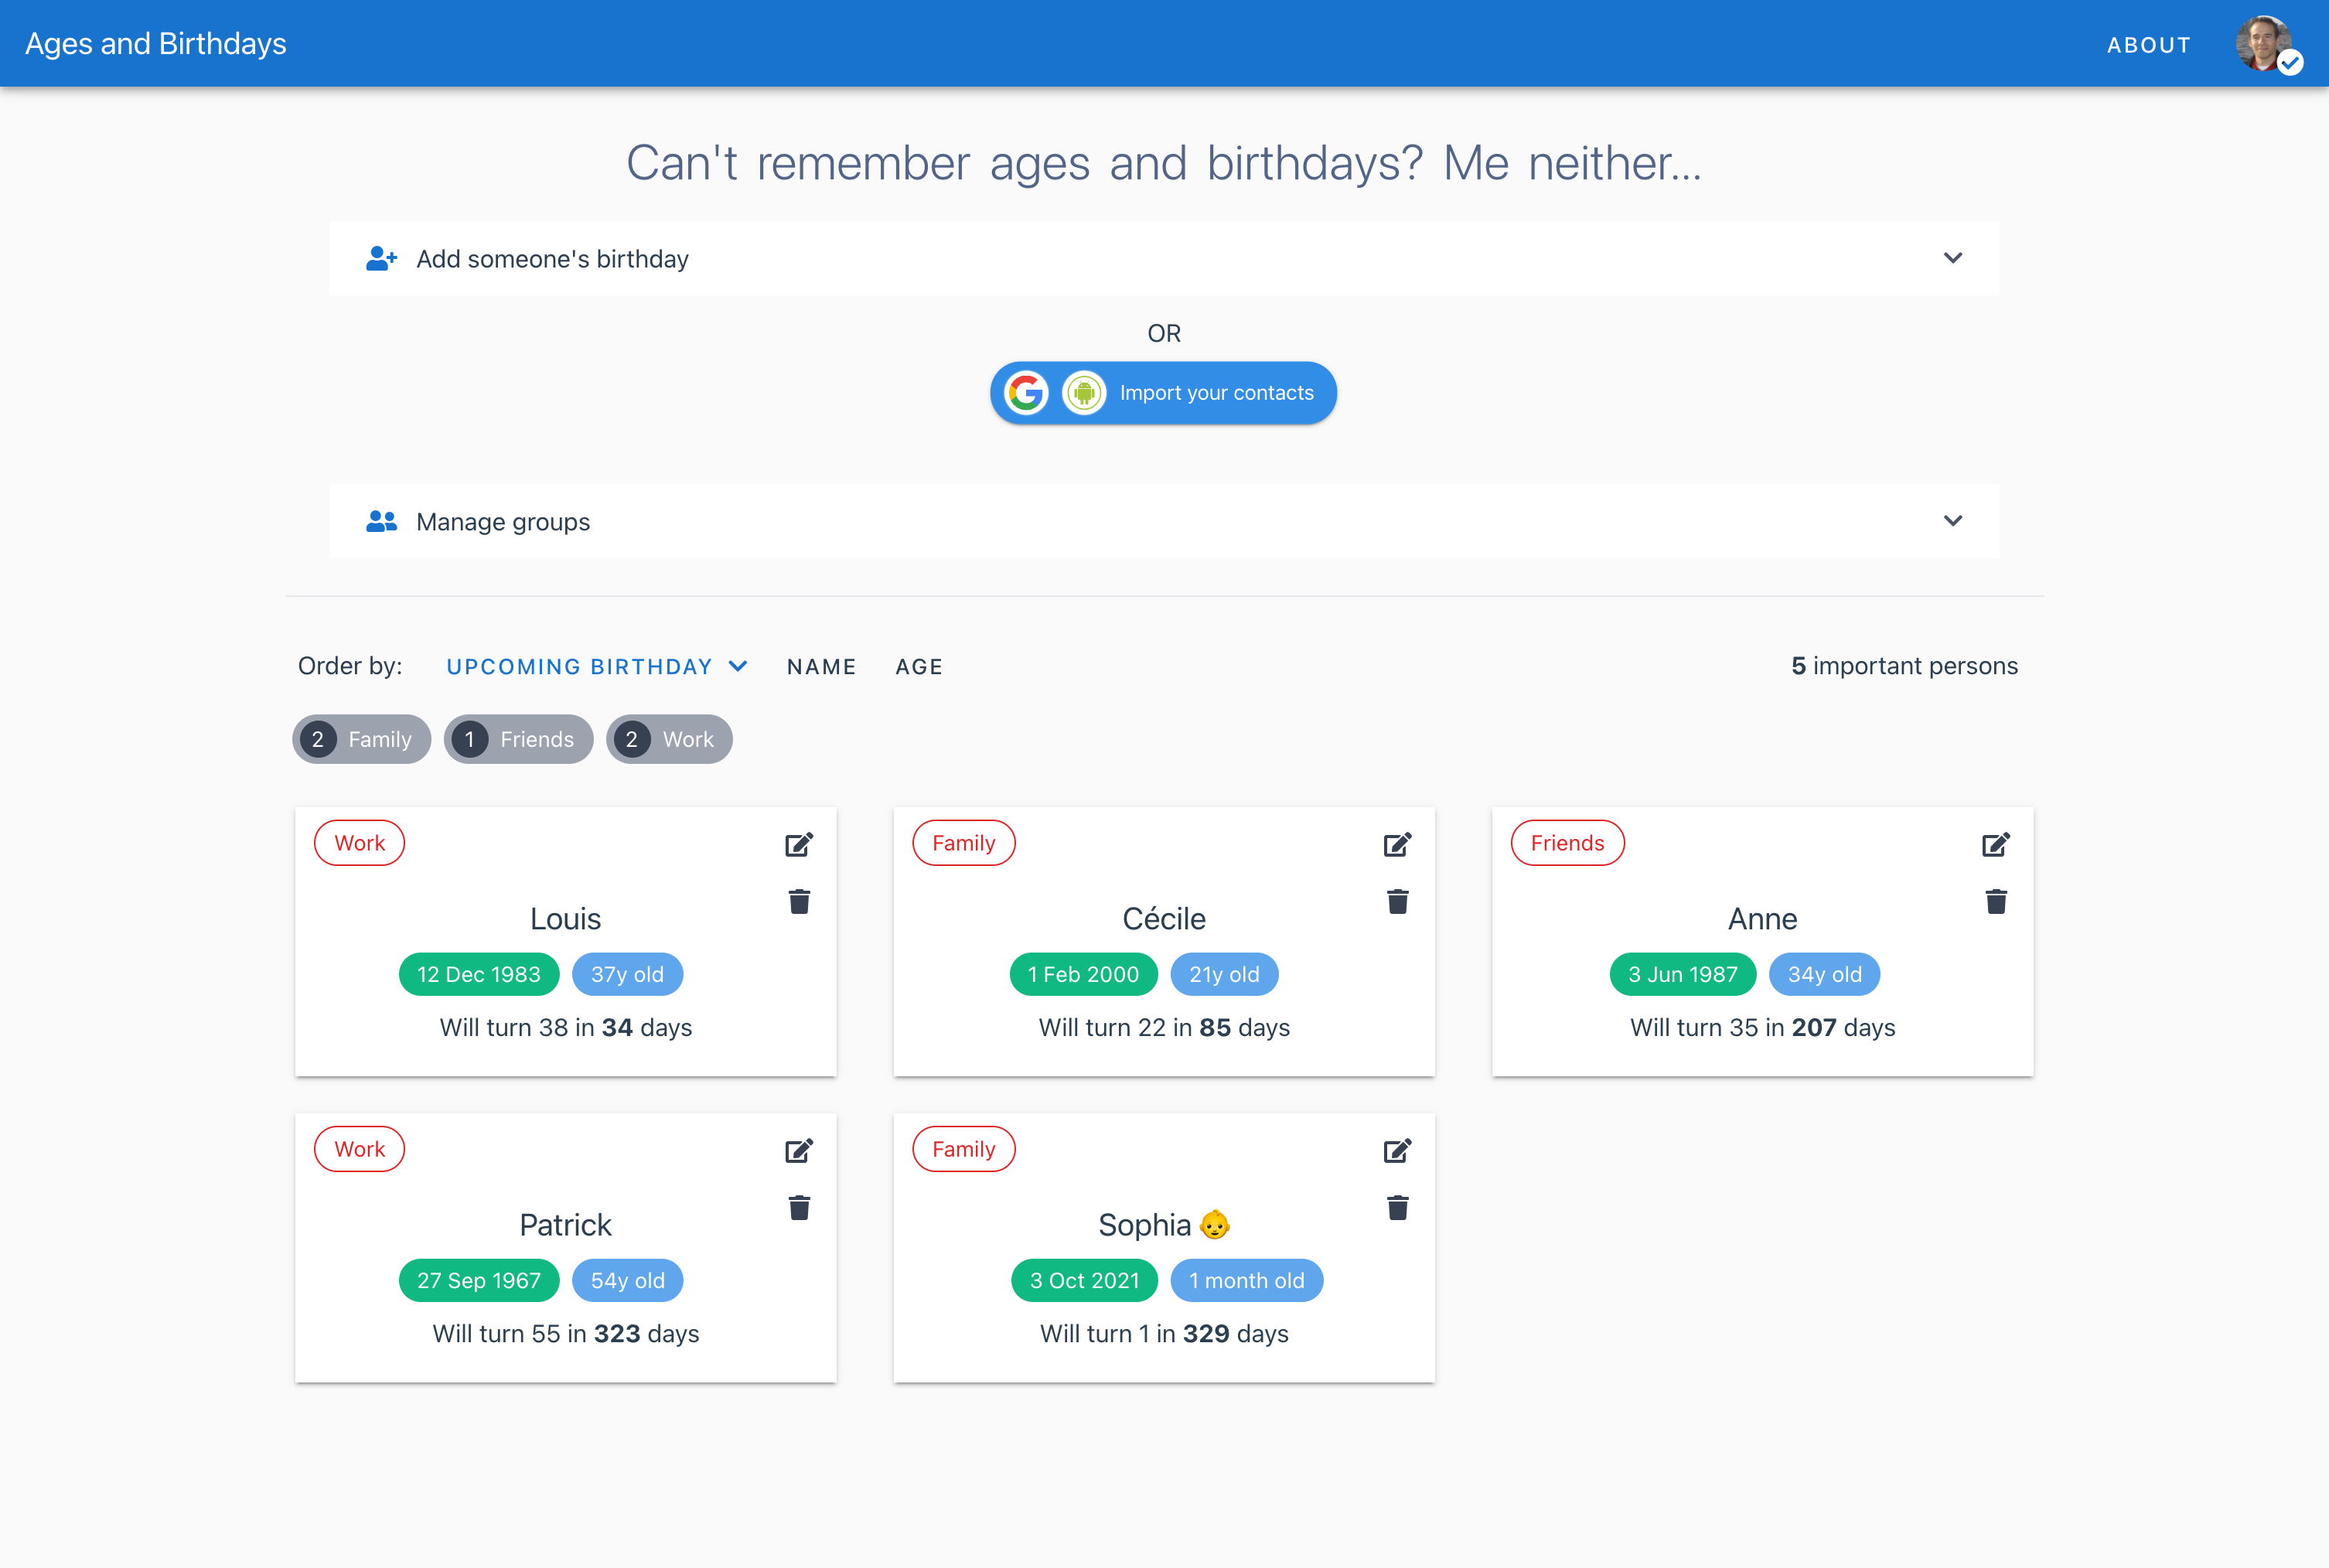 Ages and Birthdays
ABOUT
Can't remember ages and birthdays? Me neither...
Add someone's birthday
OR
Import your contacts
Manage groups
Order by: UPCOMING BIRTHDAY NAME AGE
5 important persons
2 Family 1 Friends 2 Work
Work
Louis
12 Dec 1983 37y old
Will turn 38 in 34 days
Family
Cécile
1 Feb 2000 21y old
Will turn 22 in 85 days
Friends
Anne
3 Jun 1987 34y old
Will turn 35 in 207 days
Work
Patrick
27 Sep 1967 54y old
Will turn 55 in 323 days
Family
Sophia 👶
3 Oct 2021 1 month old
Will turn 1 in 329 days